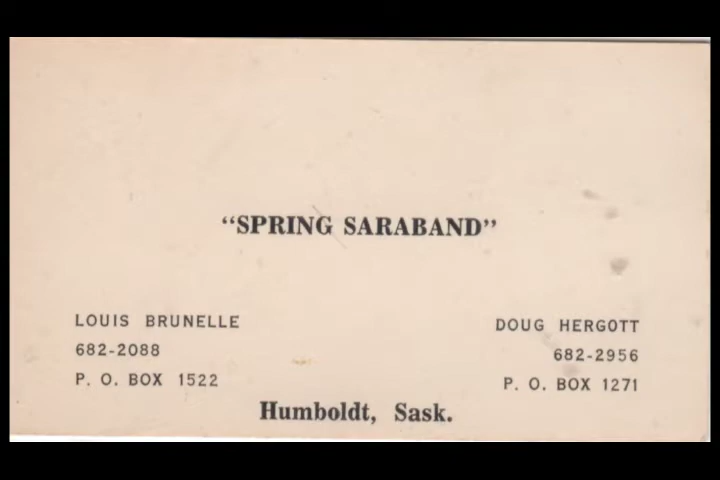 “SPRING SARABAND”
LOUIS BRUNELLE
682-2088
P. O. BOX 1522
DOUG HERGOTT
682-2956
P. O. BOX 1271
Humboldt, Sask.